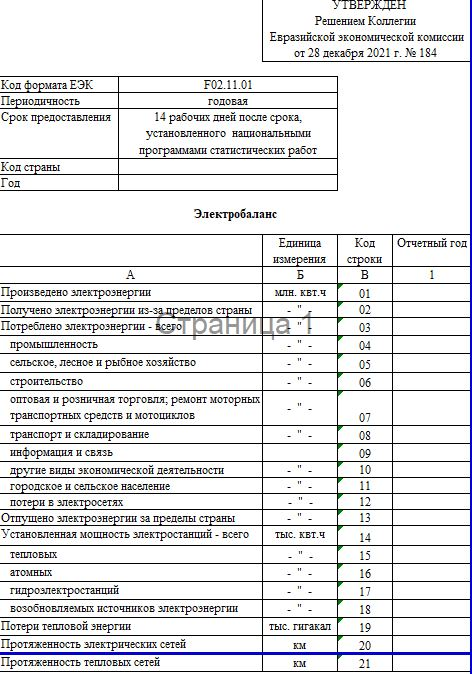 УТВЕРЖДЕН
Решением Коллегии
Евразийской экономической комиссии
от 28 декабря 2021 г. № 184
Код формата ЕЭК F02.11.01
Периодичность годовая
Срок предоставления 14 рабочих дней после срока,
установленного национальными
программами статистических работ
Код страны
Год
Электробаланс
Единица Код Отчетный год
измерения строки
А Б В 1
Произведено электроэнергии млн. квт.ч 01
Получено электроэнергии из-за пределов страны - " - 02
Потреблено электроэнергии - всего - " - 03
Страница 1
промышленность - " - 04
сельское, лесное и рыбное хозяйство - " - 05
строительство - " - 06
оптовая и розничная торговля; ремонт моторных
транспортных средств и мотоциклов - " - 07
транспорт и складирование - " - 08
информация и связь 09
другие виды экономической деятельности - " - 10
городское и сельское население - " - 11
потери в электросетях - " - 12
Отпущено электроэнергии за пределы страны - " - 13
Установленная мощность электростанций - всего тыс. квт.ч 14
тепловых - " - 15
атомных - " - 16
гидроэлектростанций - " - 17
возобновляемых источников электроэнергии - " - 18
Потери тепловой энергии тыс. гигакал 19
Протяженность электрических сетей км 20
Протяженность тепловых сетей км 21